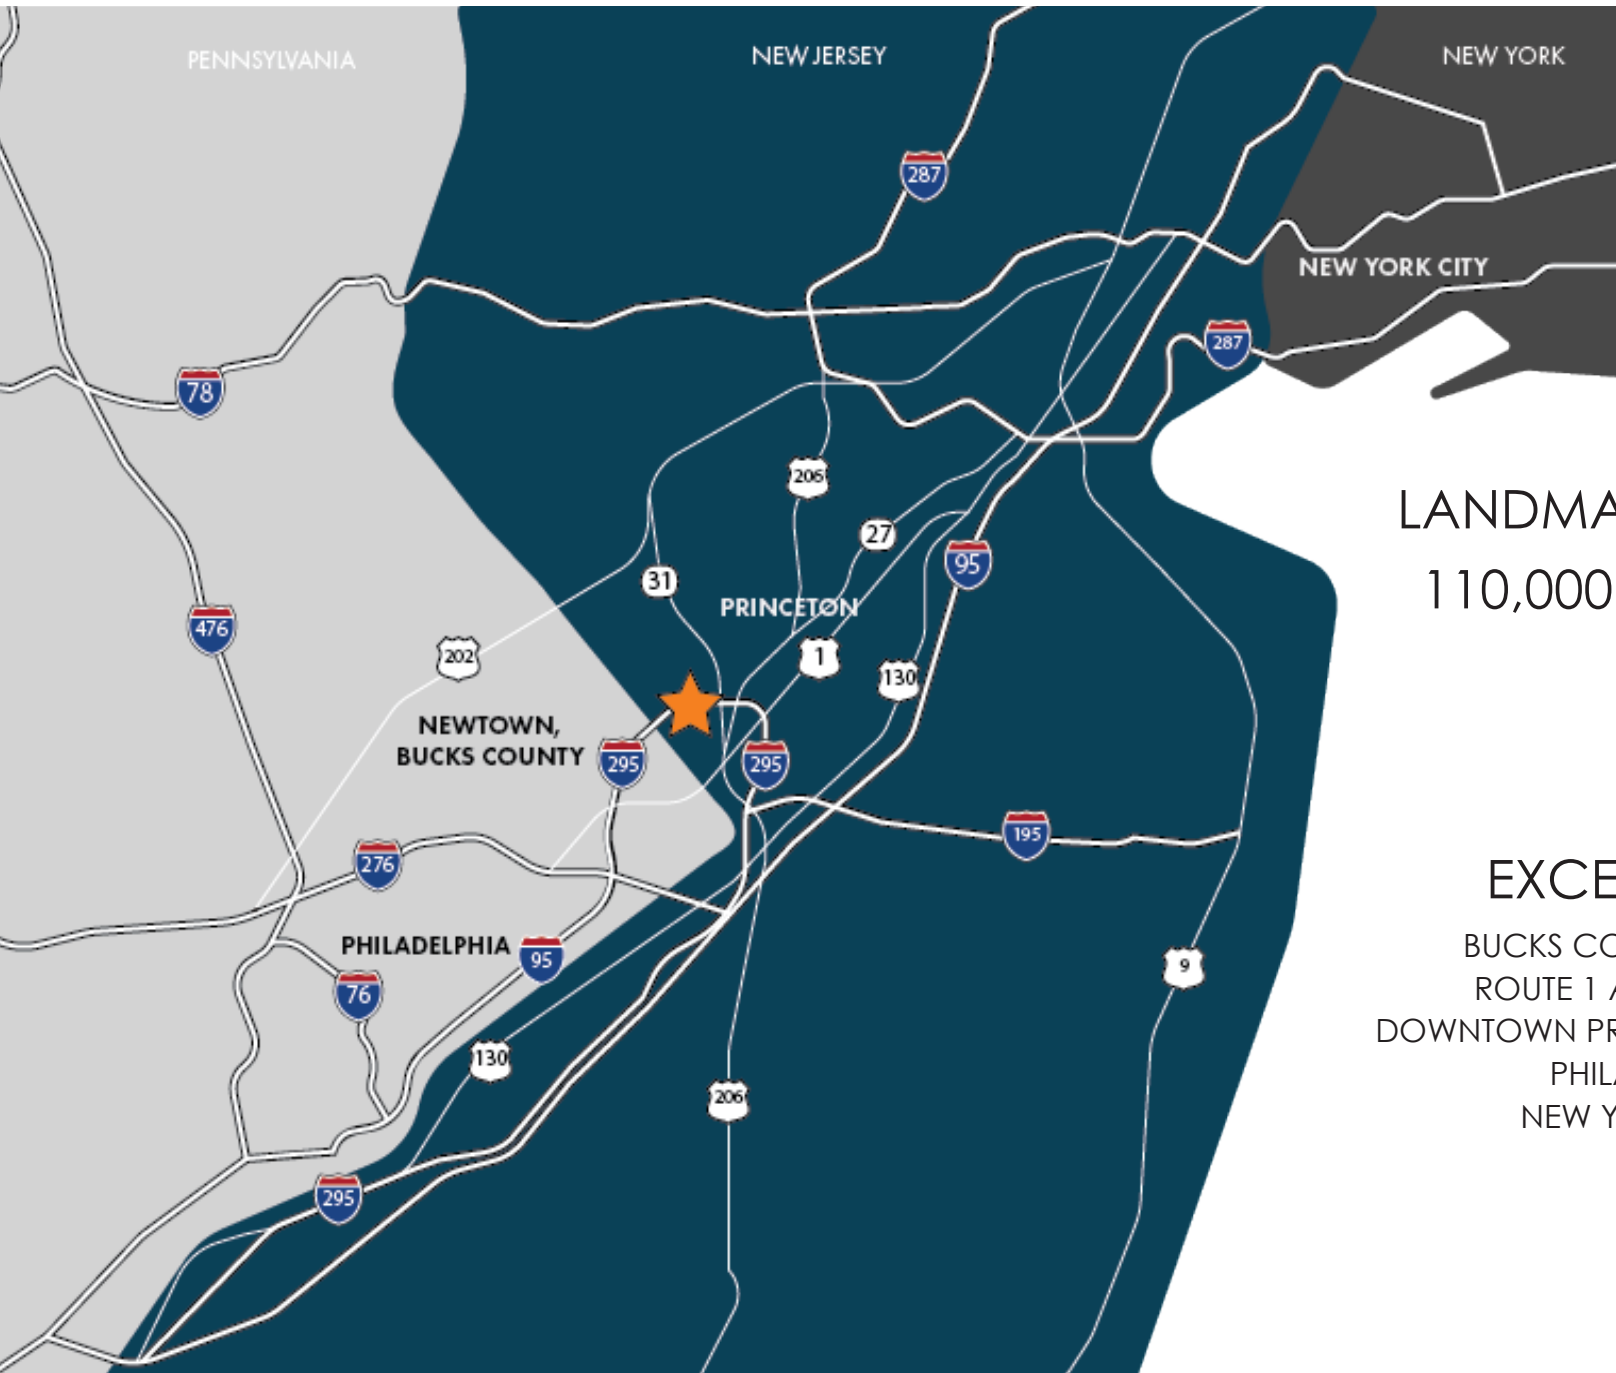 PENNSYLVANIA
NEW JERSEY
NEW YORK
287
NEW YORK CITY
287
78
206
LANDMA
27
95
31
110,000
PRINCETON
476
202
1
130
NEWTOWN,
BUCKS COUNTY
295
295
195
276
EXCE
PHILADELPHIA
95
BUCKS CO
9
76
ROUTE 1 A
DOWNTOWN PR
130
PHILA
206
NEW Y
295